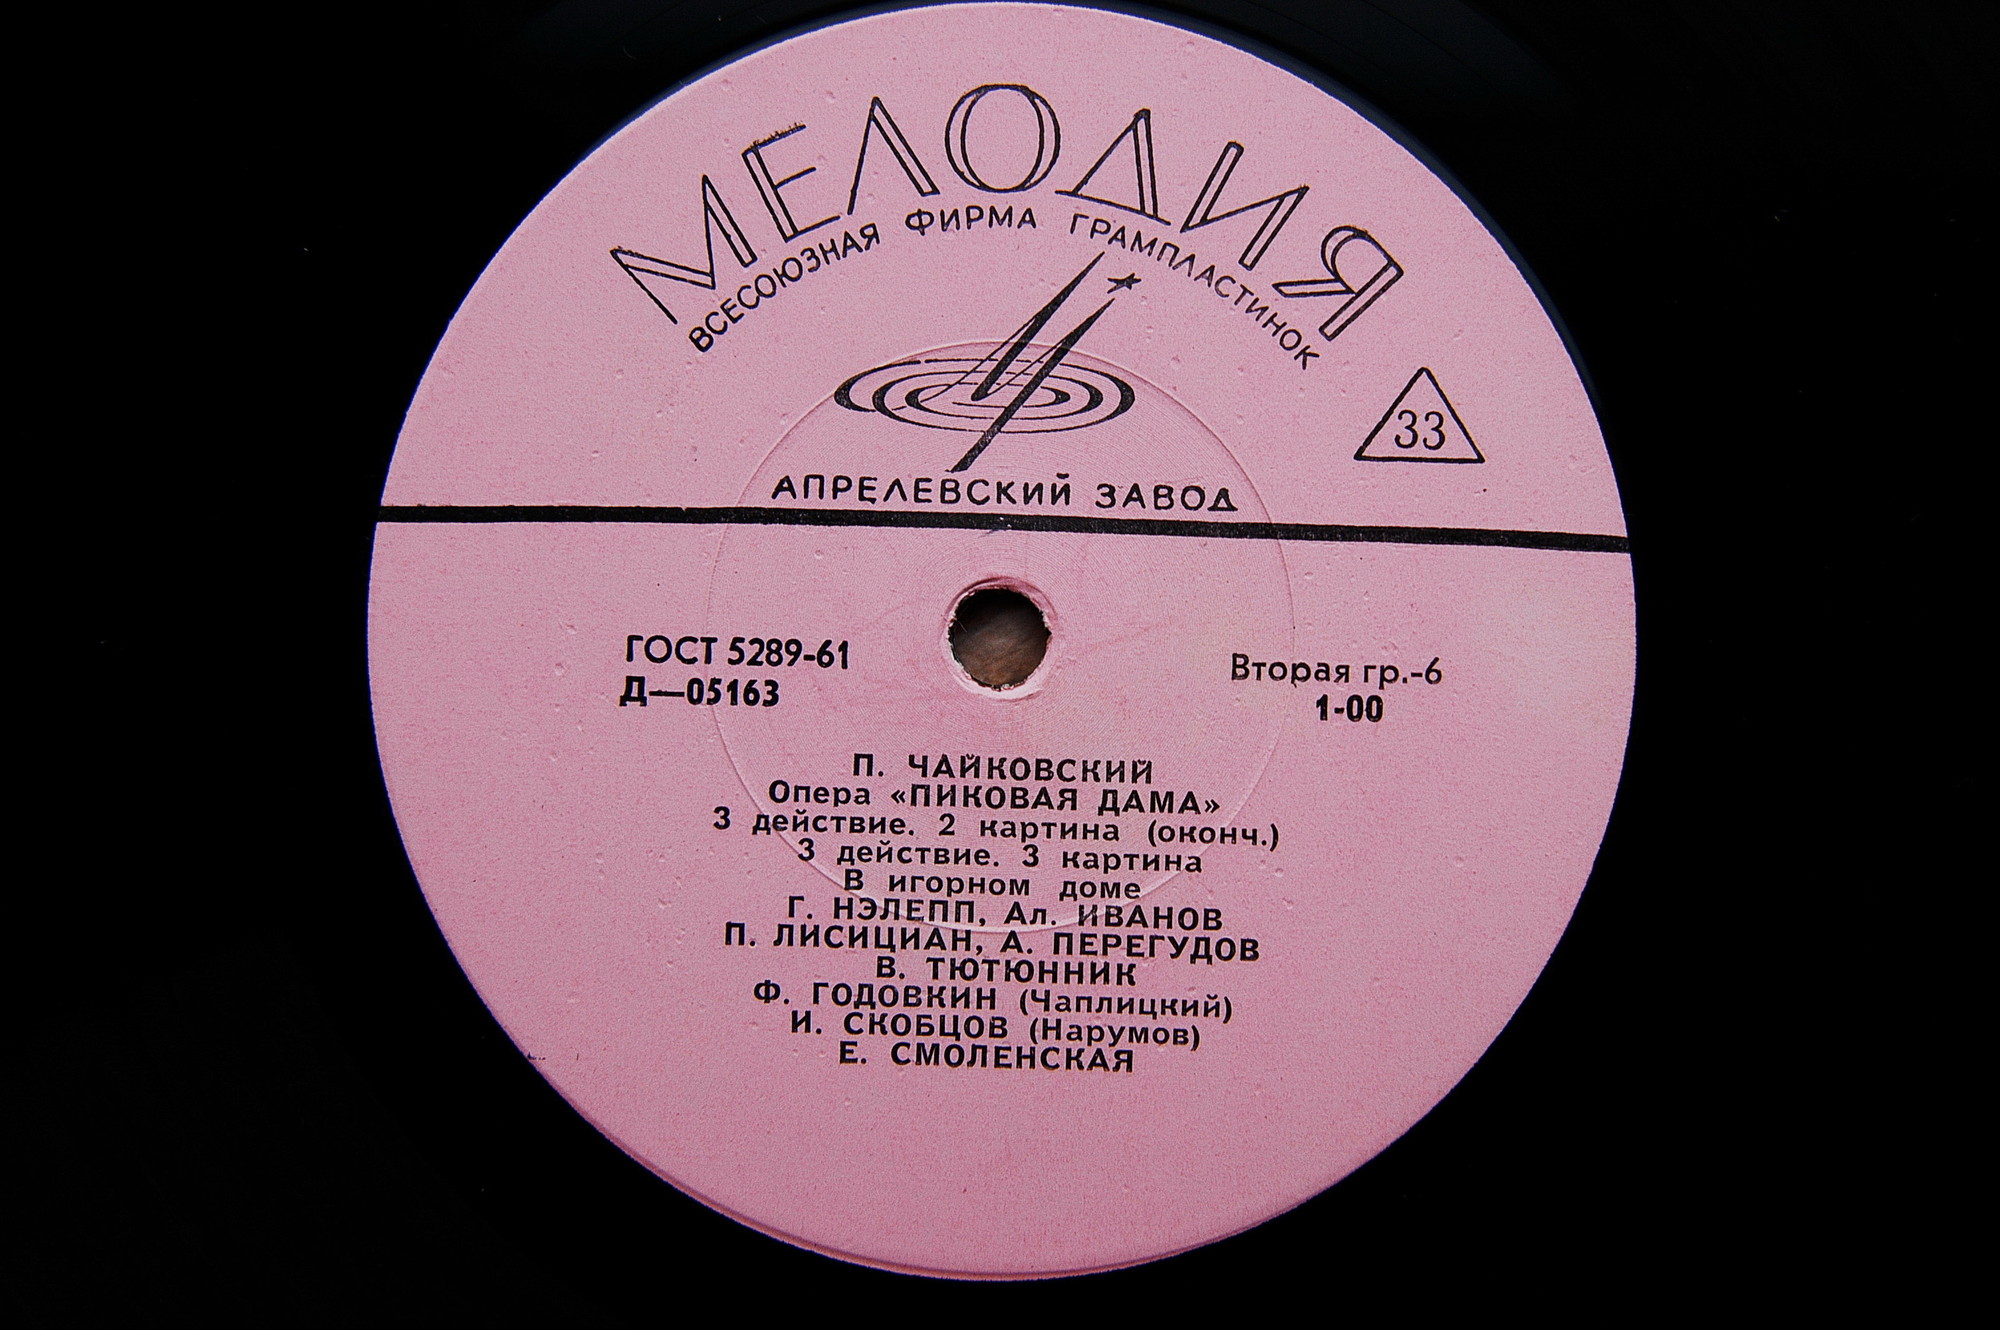 МЕЛОДИЯ
ВСЕСОЮЗНАЯ ФИРМА ГРАМПЛАСТИНОК
33
АПРЕЛЕВСКИЙ ЗАВОД
ГОСТ 5289-61
Д—05163
Вторая гр.-6
1-00
П. ЧАЙКОВСКИЙ
Опера «ПИКОВАЯ ДАМА»
3 действие. 2 картина (оконч.)
3 действие. 3 картина
В игорном доме
Г. НЭЛЕПП, Ал. ИВАНОВ
П. ЛИСИЦИАН, А. ПЕРЕГУДОВ
В. ТЮТЮННИК
Ф. ГОДОВКИН (Чаплицкий)
И. СКОБЦОВ (Нарумов)
Е. СМОЛЕНСКАЯ